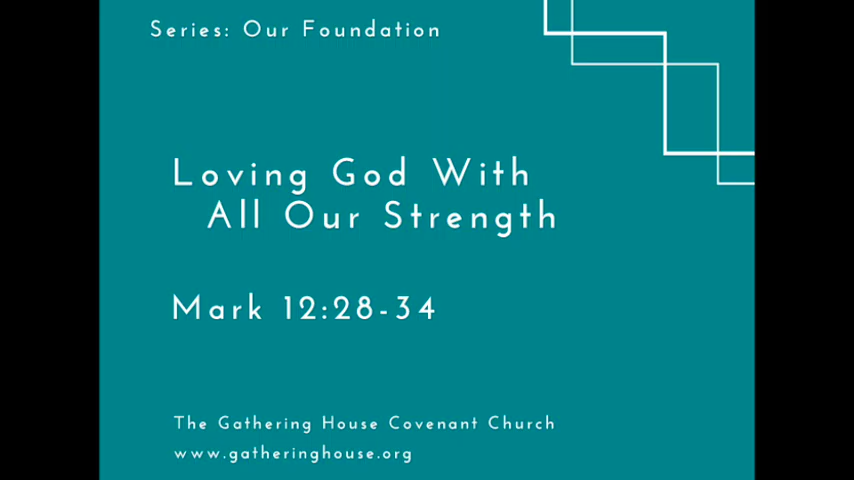 Series: Our Foundation
Loving God With
All Our Strength
Mark 12:28-34
The Gathering House Covenant Church
www.gatheringhouse.org